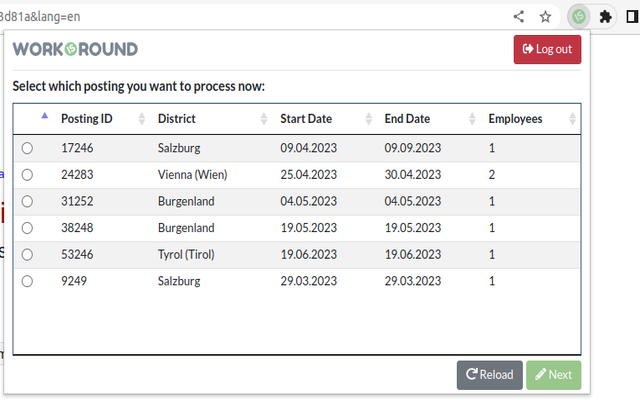 3d81a&lang=en
WORK ROUND
Log out
Select which posting you want to process now:
Posting ID District Start Date End Date Employees
17246 Salzburg 09.04.2023 09.09.2023 1
24283 Vienna (Wien) 25.04.2023 30.04.2023 2
31252 Burgenland 04.05.2023 04.05.2023 1
38248 Burgenland 19.05.2023 19.05.2023 1
53246 Tyrol (Tirol) 19.06.2023 19.06.2023 1
9249 Salzburg 29.03.2023 29.03.2023 1
Reload Next